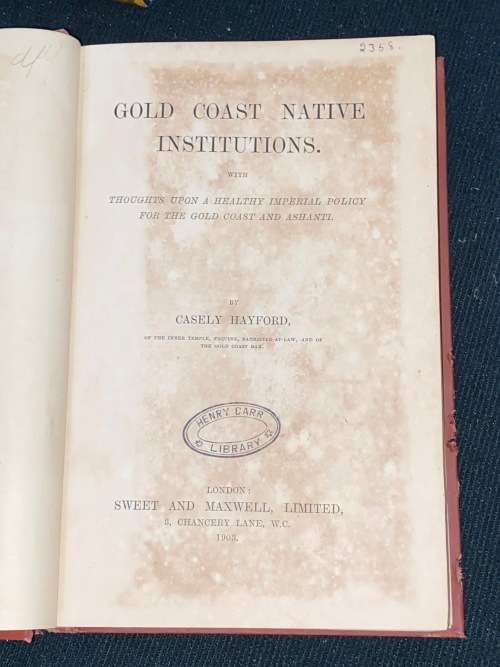 2358.
GOLD COAST NATIVE
INSTITUTIONS.
WITH
THOUGHTS UPON A HEALTHY IMPERIAL POLICY
FOR THE GOLD COAST AND ASHANTI.
BY
CASELY HAYFORD,
OF THE INNER TEMPLE, ESQUIRE, BARRISTER-AT-LAW, AND OF
THE GOLD COAST BAR.
HENRY CARR
LIBRARY
LONDON:
SWEET AND MAXWELL, LIMITED,
3, CHANCERY LANE, W.C.
1903.